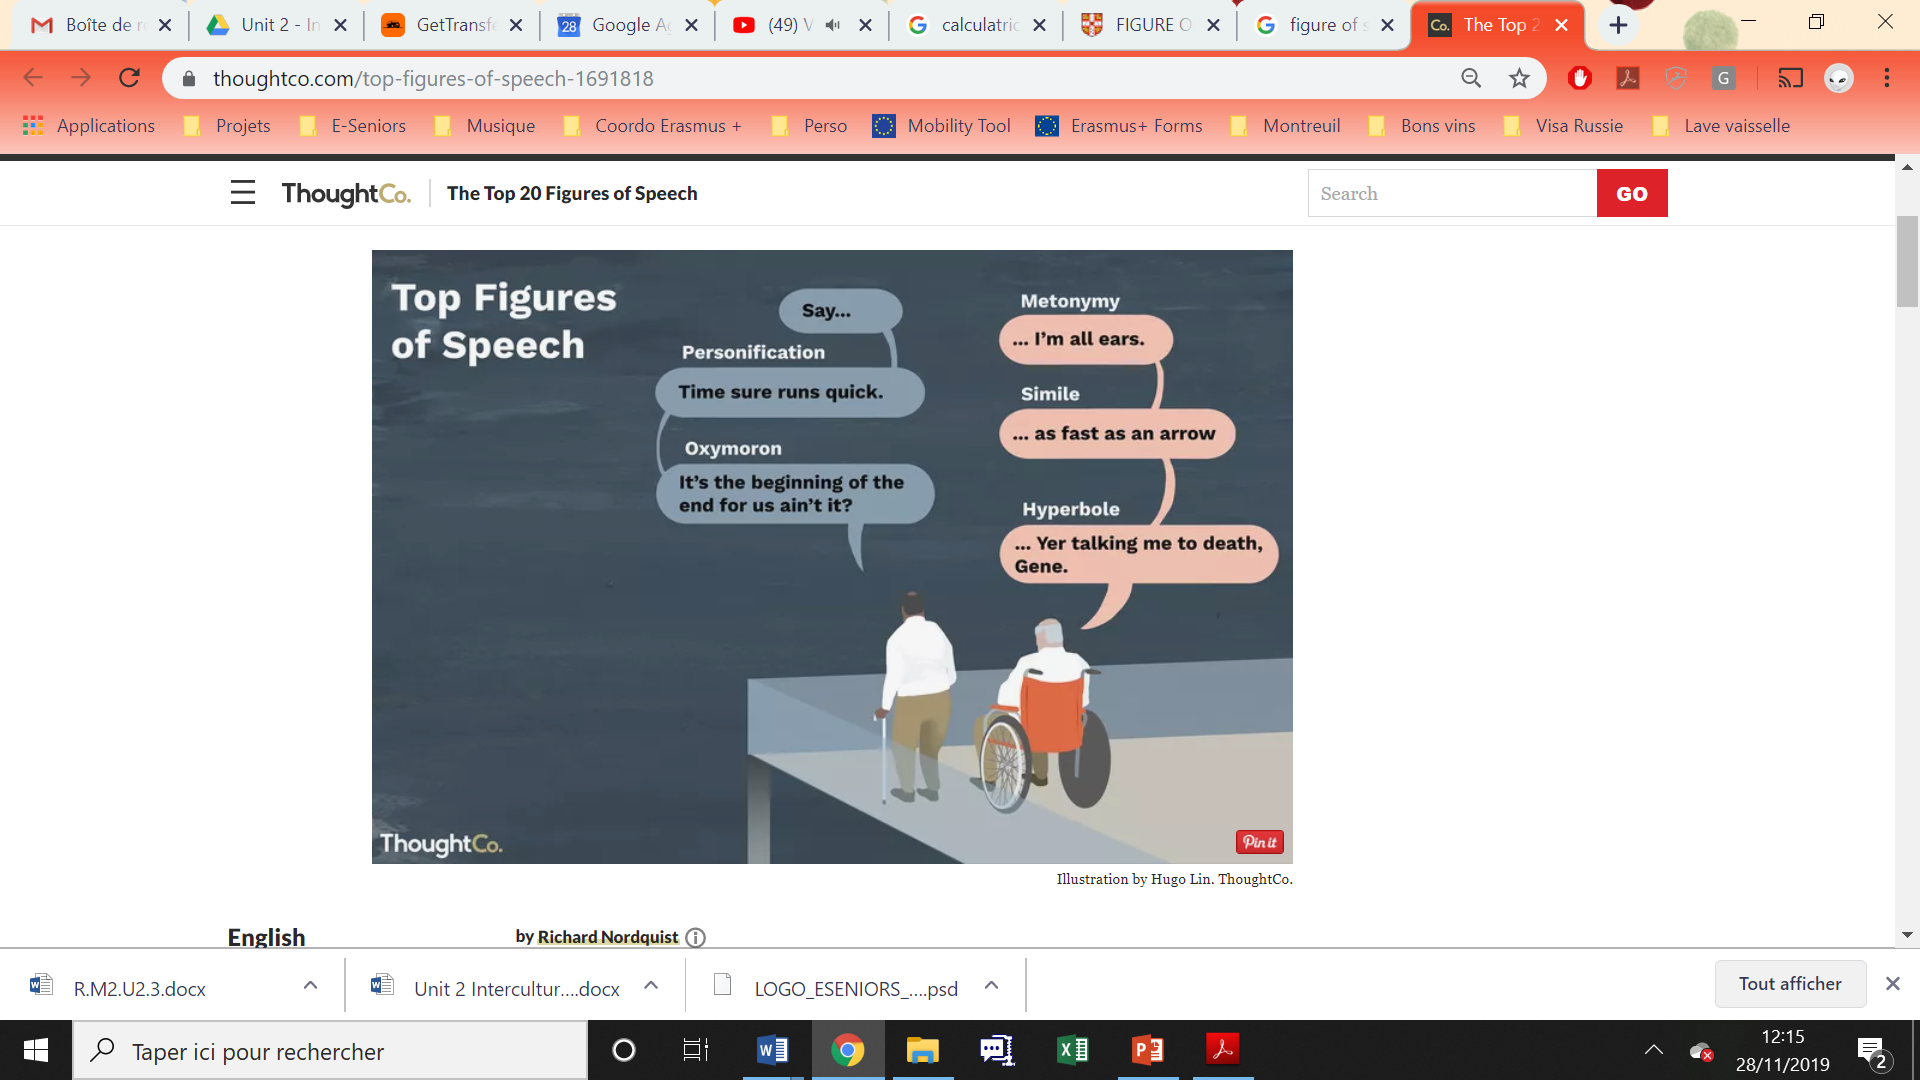 Boîte de r
Unit 2 - In
GetTransf
Google Ag
(49) V
calculatric
FIGURE O
figure of s
The Top 2
thoughtco.com/top-figures-of-speech-1691818
Applications
Projets
E-Seniors
Musique
Coordo Erasmus +
Perso
Mobility Tool
Erasmus+ Forms
Montreuil
Bons vins
Visa Russie
Lave vaisselle
ThoughtCo.
The Top 20 Figures of Speech
Search
GO
Top Figures
of Speech
Say...
Personification
Time sure runs quick.
Oxymoron
It's the beginning of the
end for us ain't it?
Metonymy
... I'm all ears.
Simile
... as fast as an arrow
Hyperbole
... Yer talking me to death,
Gene.
ThoughtCo.
Pin it
Illustration by Hugo Lin. ThoughtCo.
English
by Richard Nordquist
R.M2.U2.3.docx
Unit 2 Intercultur....docx
LOGO_ESENIORS_....psd
Tout afficher
Taper ici pour rechercher
12:15
28/11/2019
2